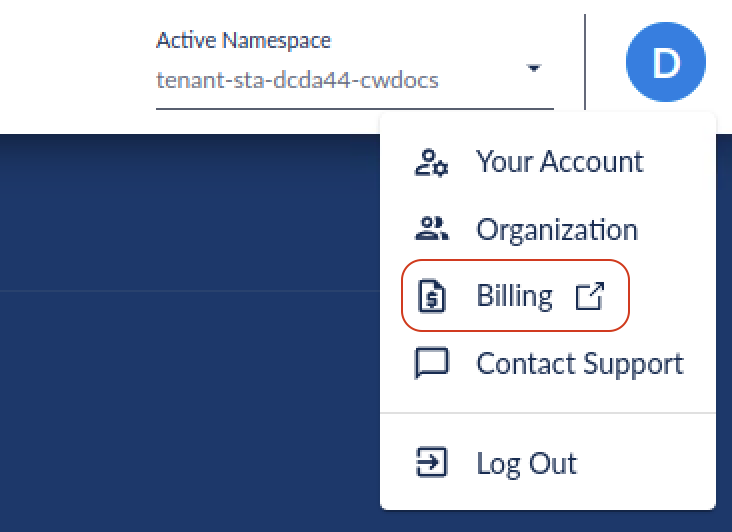 Active Namespace
tenant-sta-dcda44-cwdocs
D
Your Account
Organization
Billing
Contact Support
Log Out